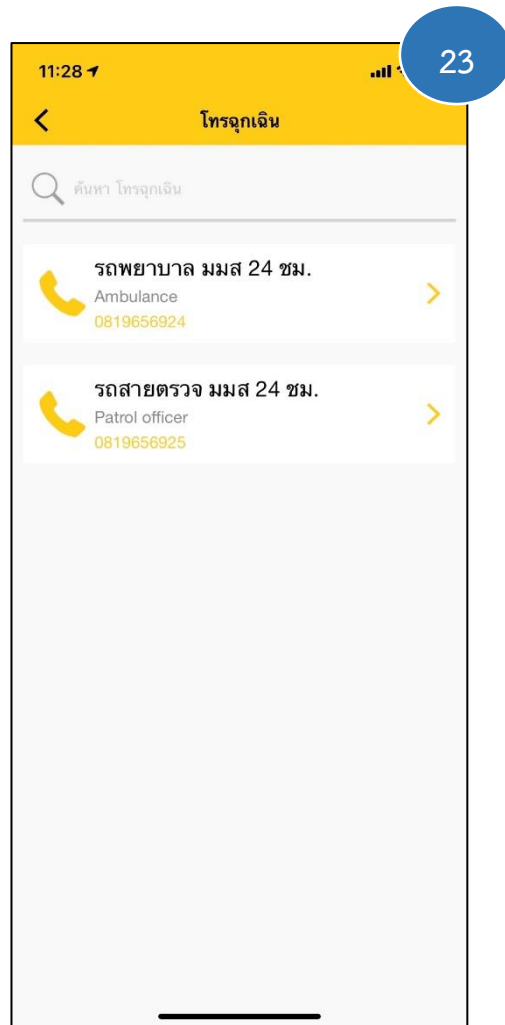 23
11:28
โทรฉุกเฉิน
ค้นหา โทรฉุกเฉิน
รถพยาบาล มมส 24 ชม.
Ambulance
0819656924
รถสายตรวจ มมส 24 ชม.
Patrol officer
0819656925